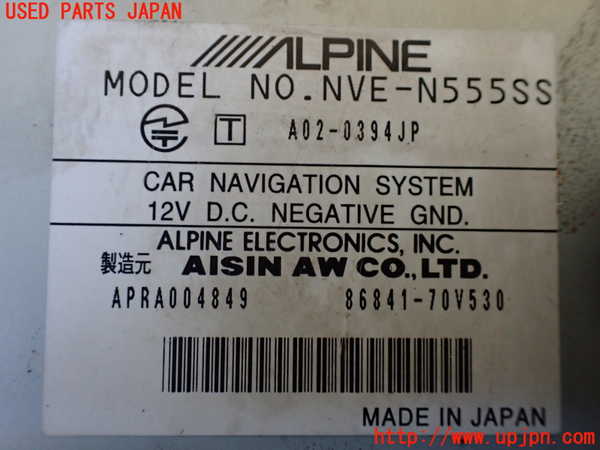 USED PARTS JAPAN
ALPINE
MODEL NO.NVE-N555SS
T A02-0394JP
CAR NAVIGATION SYSTEM
12V D.C. NEGATIVE GND.
ALPINE ELECTRONICS, INC.
製造元 AISIN AW CO.,LTD.
APRA004849 86841-70V530
MADE IN JAPAN
http://www.upjpn.com/